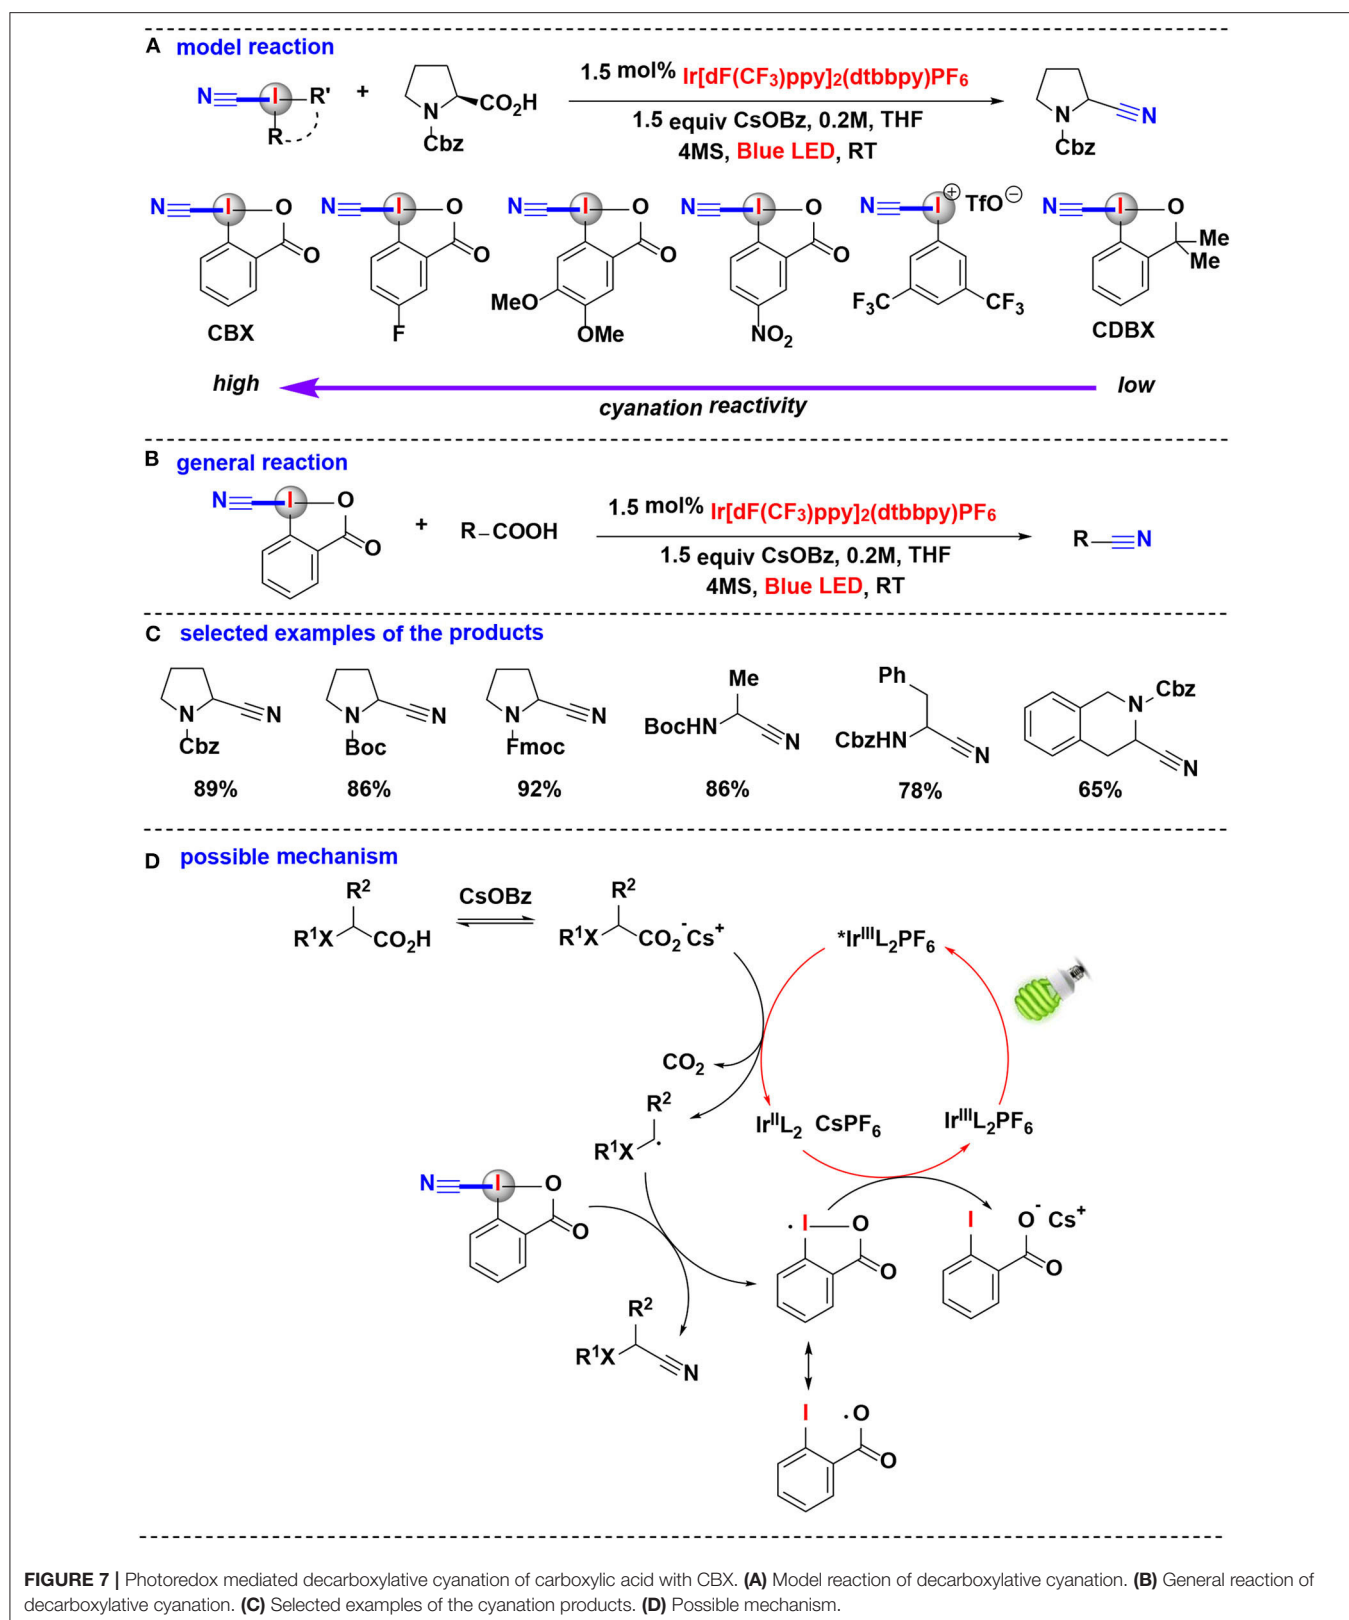 A model reaction
N I R' + N CO2H 1.5 mol% Ir[dF(CF3)ppy]2(dtbbpy)PF6 N N
R Cbz 1.5 equiv CsOBz, 0.2M, THF Cbz
4MS, Blue LED, RT
N I O O
CBX
N I O O
F
N I O O
MeO
OMe
N I O O
NO2
N I ⊕ TfO⊖
F3C CF3
N I O Me
Me
CDBX
high low
cyanation reactivity
B general reaction
N I O O + R–COOH 1.5 mol% Ir[dF(CF3)ppy]2(dtbbpy)PF6 R N
1.5 equiv CsOBz, 0.2M, THF
4MS, Blue LED, RT
C selected examples of the products
N N
Cbz
89%
N N
Boc
86%
N N
Fmoc
92%
Me
BocHN N
86%
Ph
CbzHN N
78%
N Cbz
N
65%
D possible mechanism
R2 CsOBz R2
R1X CO2H R1X CO2-Cs+ *IrIIIL2PF6
CO2
R2 IrIIL2 CsPF6 IrIIIL2PF6
R1X .
N I O O
. I O O
I O- Cs+
O
R2
R1X N
I .O
O
FIGURE 7 | Photoredox mediated decarboxylative cyanation of carboxylic acid with CBX. (A) Model reaction of decarboxylative cyanation. (B) General reaction of
decarboxylative cyanation. (C) Selected examples of the cyanation products. (D) Possible mechanism.